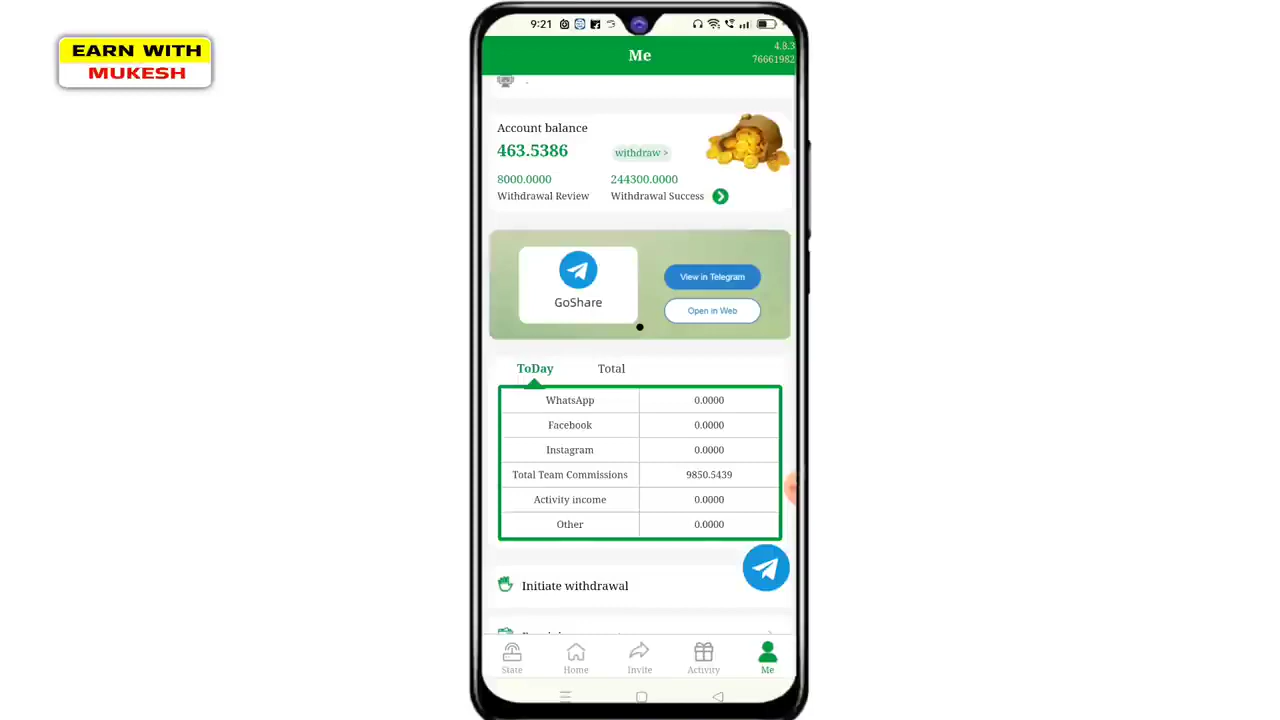 EARN WITH
MUKESH
9:21
Me
4.8.3
76661982
Account balance
463.5386
withdraw >
8000.0000
244300.0000
Withdrawal Review
Withdrawal Success
GoShare
View in Telegram
Open in Web
ToDay
Total
WhatsApp
0.0000
Facebook
0.0000
Instagram
0.0000
Total Team Commissions
9850.5439
Activity income
0.0000
Other
0.0000
Initiate withdrawal
State
Home
Invite
Activity
Me